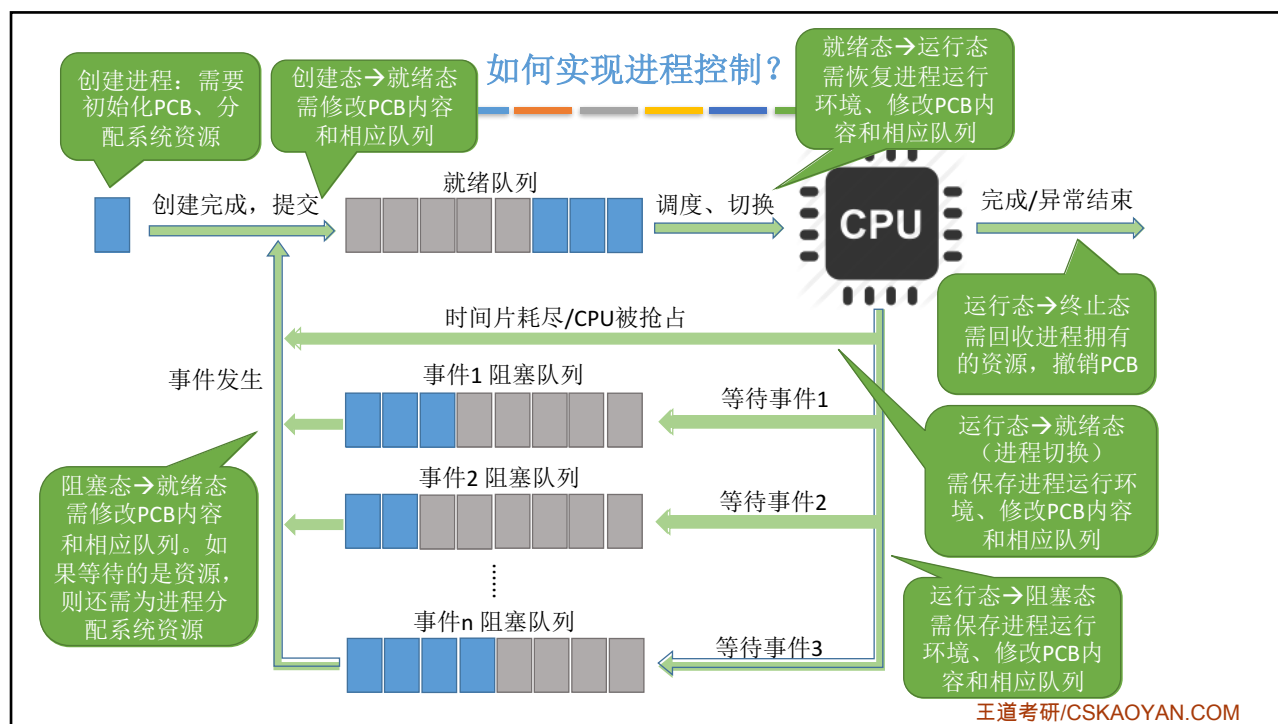 如何实现进程控制？
创建进程：需要
初始化PCB、分
配系统资源
创建态→就绪态
需修改PCB内容
和相应队列
就绪态→运行态
需恢复进程运行
环境、修改PCB内
容和相应队列
创建完成，提交
就绪队列
调度、切换
CPU
完成/异常结束
运行态→终止态
需回收进程拥有
的资源，撤销PCB
时间片耗尽/CPU被抢占
事件发生
事件1 阻塞队列
等待事件1
运行态→就绪态
（进程切换）
需保存进程运行环
境、修改PCB内容
和相应队列
阻塞态→就绪态
需修改PCB内容
和相应队列。如
果等待的是资源，
则还需为进程分
配系统资源
事件2 阻塞队列
等待事件2
……
事件n 阻塞队列
等待事件3
运行态→阻塞态
需保存进程运行
环境、修改PCB内
容和相应队列
王道考研/CSKAOYAN.COM